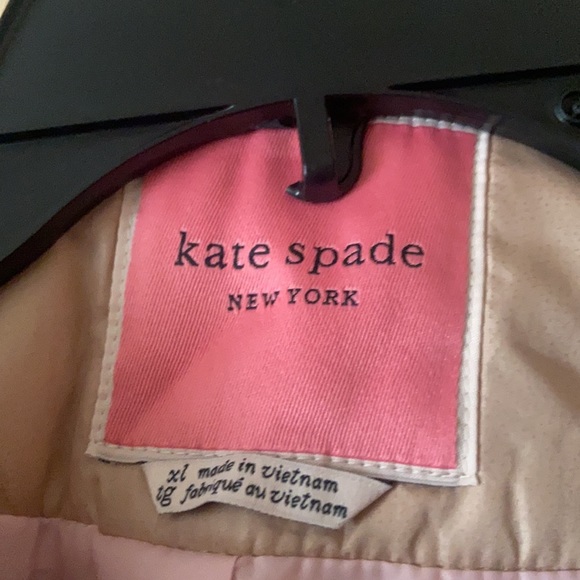 kate spade
NEW YORK
xl made in vietnam
tg fabriqué au vietnam